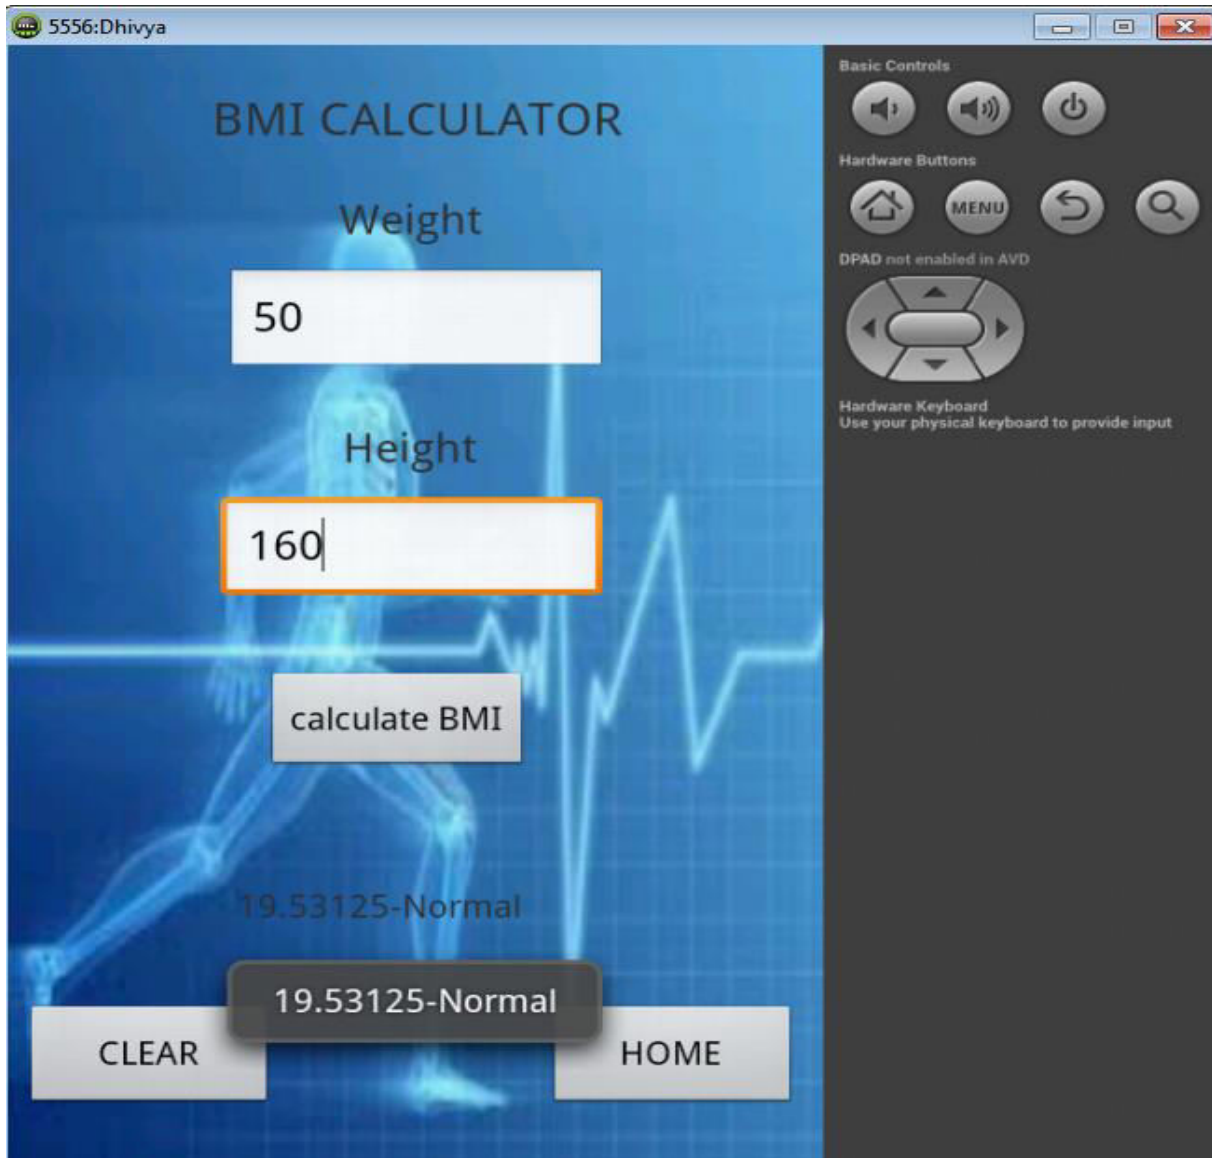 5556:Dhivya
BMI CALCULATOR
Weight
50
Height
160
calculate BMI
19.53125-Normal
19.53125-Normal
CLEAR
HOME
Basic Controls
Hardware Buttons
MENU
DPAD not enabled in AVD
Hardware Keyboard
Use your physical keyboard to provide input